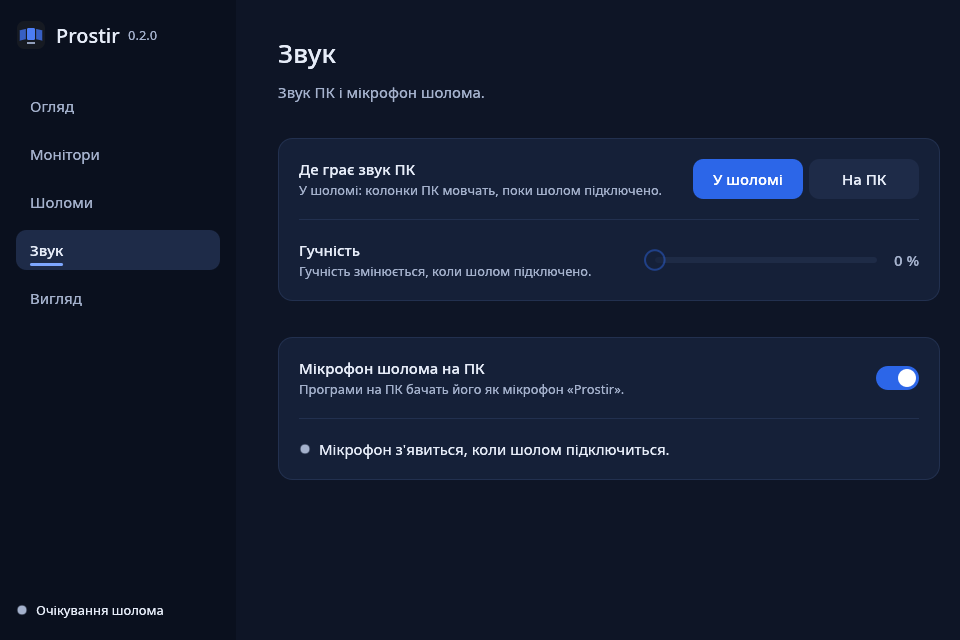 Prostir 0.2.0
Огляд
Монітори
Шоломи
Звук
Вигляд
Очікування шолома
Звук
Звук ПК і мікрофон шолома.
Де грає звук ПК
У шоломі: колонки ПК мовчать, поки шолом підключено.
У шоломі
На ПК
Гучність
Гучність змінюється, коли шолом підключено.
0 %
Мікрофон шолома на ПК
Програми на ПК бачать його як мікрофон «Prostir».
Мікрофон з'явиться, коли шолом підключиться.